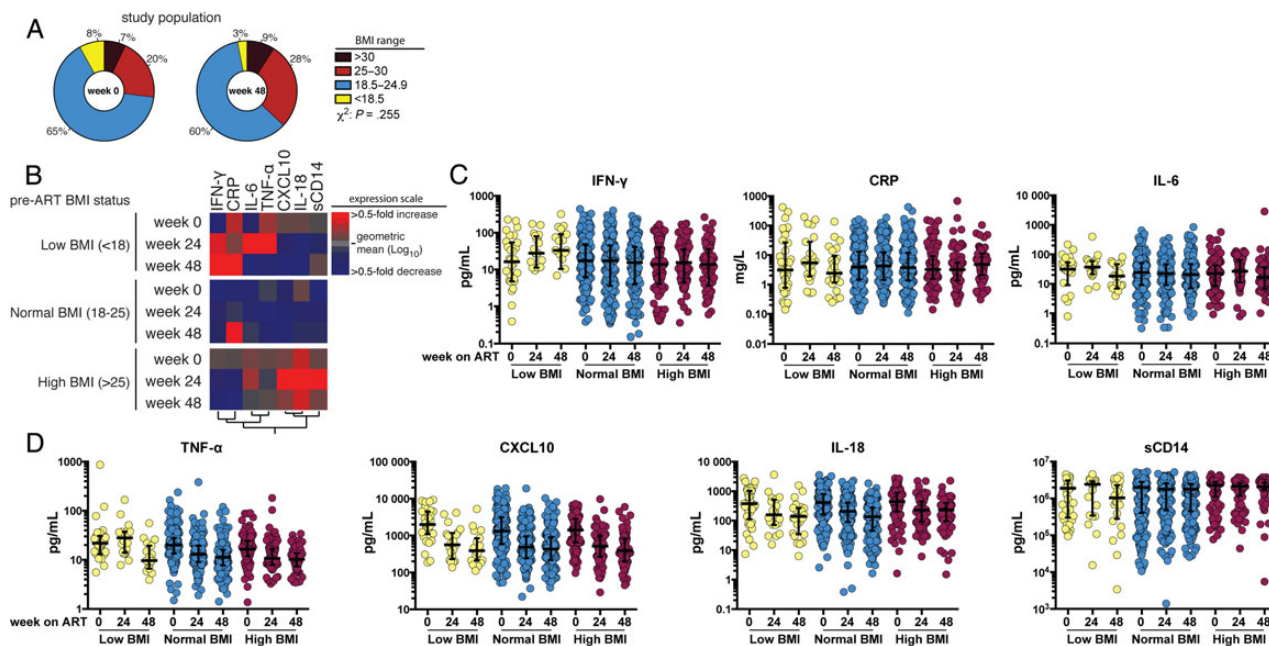 A
study population
8%
7%
20%
65%
week 0
3%
9%
28%
60%
week 48
BMI range
>30
25–30
18.5–24.9
<18.5
χ²: P = .255
B
pre-ART BMI status
IFN-γ
CRP
IL-6
TNF-α
CXCL10
IL-18
sCD14
Low BMI (<18)
week 0
week 24
week 48
Normal BMI (18-25)
week 0
week 24
week 48
High BMI (>25)
week 0
week 24
week 48
expression scale
>0.5-fold increase
geometric
mean (Log₁₀)
>0.5-fold decrease
C
IFN-γ
pg/mL
1000
100
10
1
0.1
week on ART
0 24 48 0 24 48 0 24 48
Low BMI Normal BMI High BMI
CRP
mg/L
1000
100
10
1
0.1
0.01
0 24 48 0 24 48 0 24 48
Low BMI Normal BMI High BMI
IL-6
pg/mL
10 000
1000
100
10
1
0.1
0 24 48 0 24 48 0 24 48
Low BMI Normal BMI High BMI
D
TNF-α
pg/mL
1000
100
10
1
week on ART
0 24 48 0 24 48 0 24 48
Low BMI Normal BMI High BMI
CXCL10
pg/mL
100 000
10 000
1000
100
10
0 24 48 0 24 48 0 24 48
Low BMI Normal BMI High BMI
IL-18
pg/mL
10 000
1000
100
10
1
0.1
0 24 48 0 24 48 0 24 48
Low BMI Normal BMI High BMI
sCD14
pg/mL
10⁷
10⁶
10⁵
10⁴
10³
0 24 48 0 24 48 0 24 48
Low BMI Normal BMI High BMI